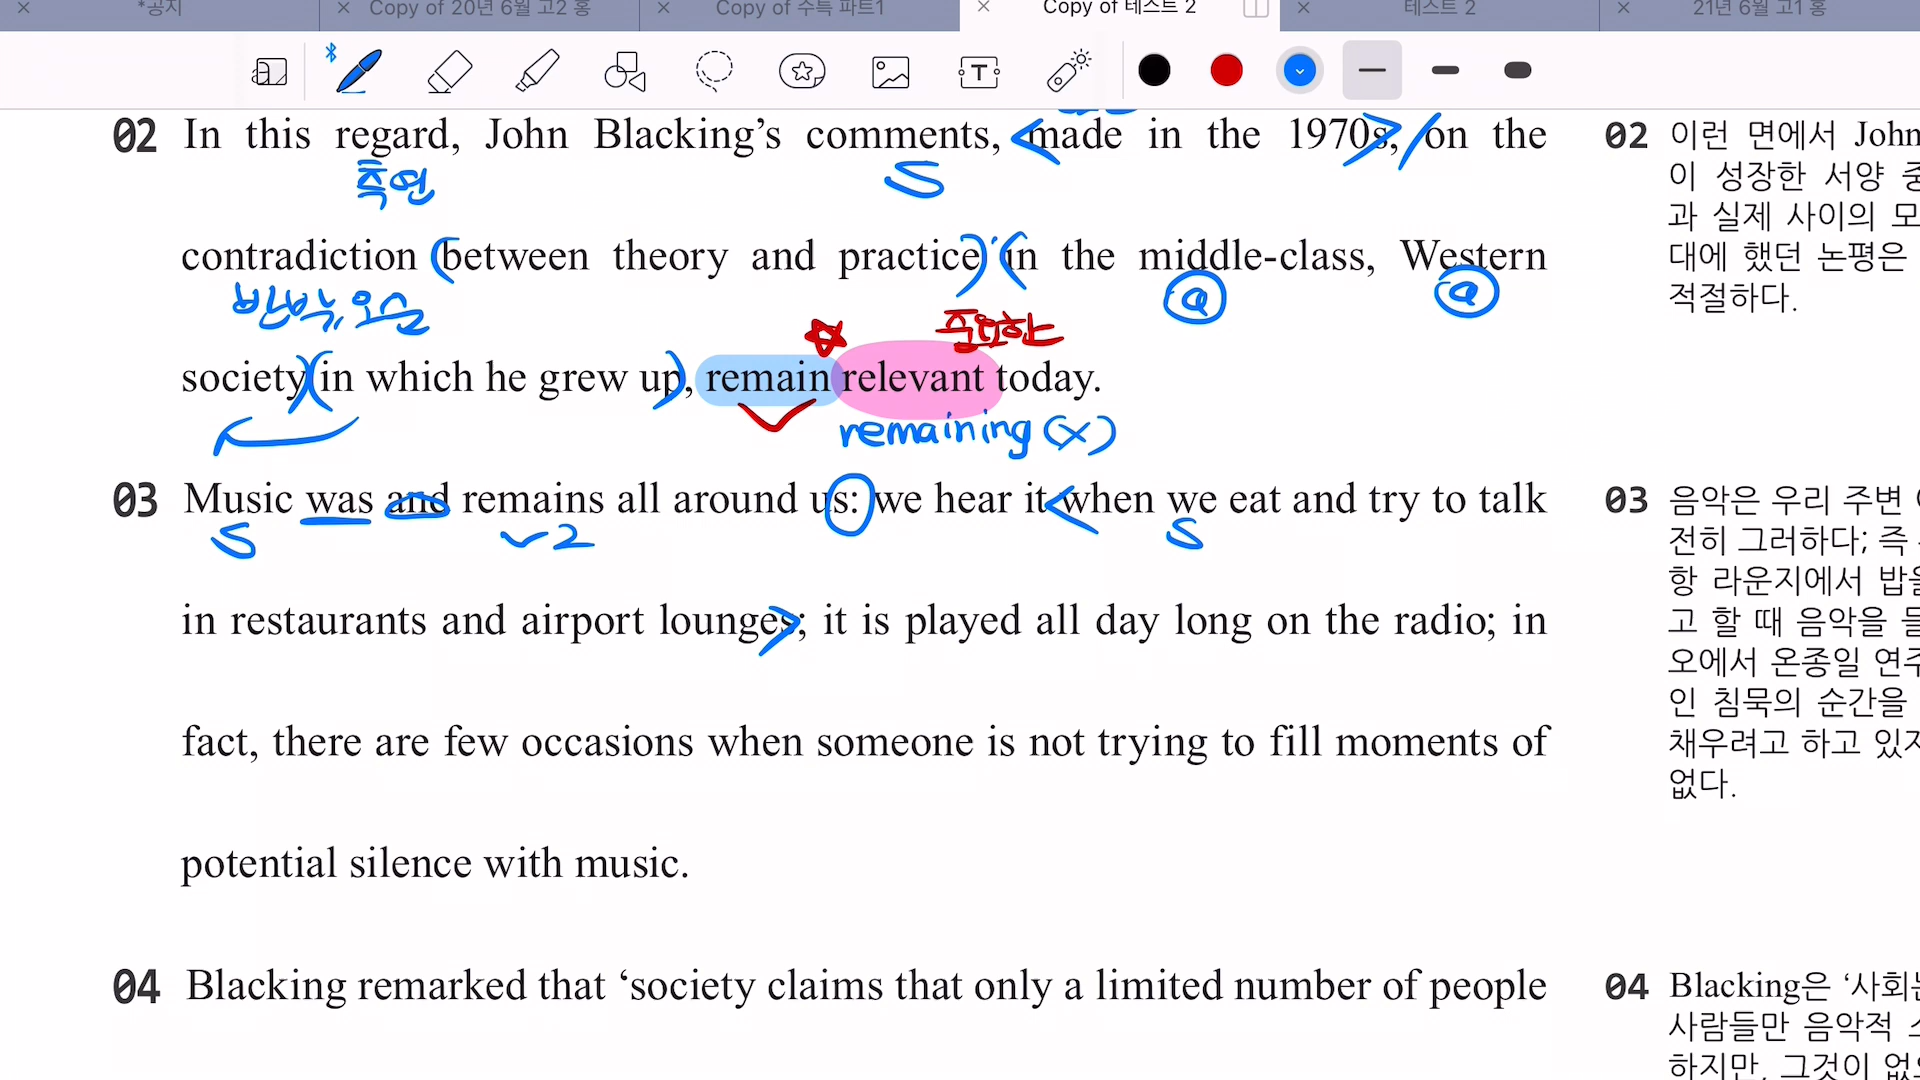 *공지
Copy of 20년 6월 고2 홍
Copy of 수특 파트1
Copy of 테스트 2
테스트 2
21년 6월 고1 홍
02 In this regard, John Blacking’s comments, <made in the 1970s,>/on the
측면
S
contradiction (between theory and practice) (in the middle-class, Western
ⓐ
ⓐ
중요한
society)(in which he grew up), remain relevant today.
remaining (x)
03 Music was and remains all around us: we hear it <when we eat and try to talk
S
v2
S
in restaurants and airport lounges>; it is played all day long on the radio; in
fact, there are few occasions when someone is not trying to fill moments of
potential silence with music.
04 Blacking remarked that ‘society claims that only a limited number of people
02 이런 면에서 John
이 성장한 서양 중
과 실제 사이의 모
대에 했던 논평은
적절하다.
03 음악은 우리 주변
전히 그러하다; 즉
항 라운지에서 밥을
고 할 때 음악을 들
오에서 온종일 연주
인 침묵의 순간을
채우려고 하고 있지
없다.
04 Blacking은 ‘사회는
사람들만 음악적 소
하지만, 그것이 없으